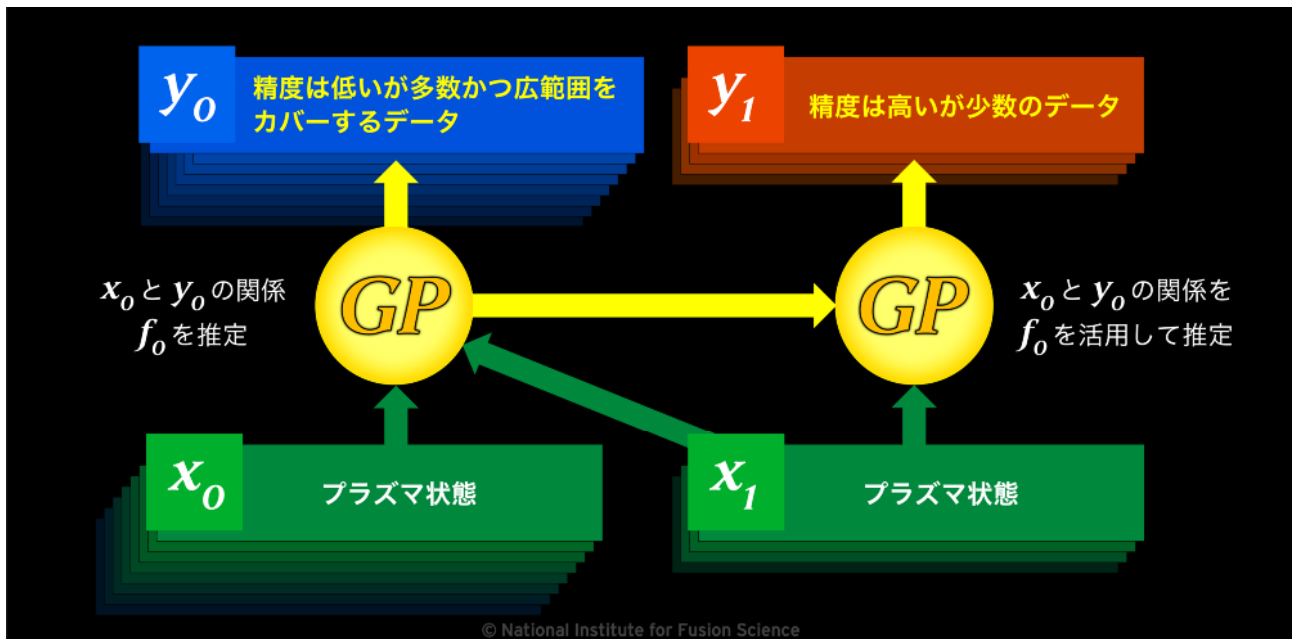 y0
精度は低いが多数かつ広範囲を
カバーするデータ
y1
精度は高いが少数のデータ
GP
x0 と y0 の関係
f0 を推定
GP
x0 と y0 の関係を
f0 を活用して推定
x0
プラズマ状態
x1
プラズマ状態
© National Institute for Fusion Science